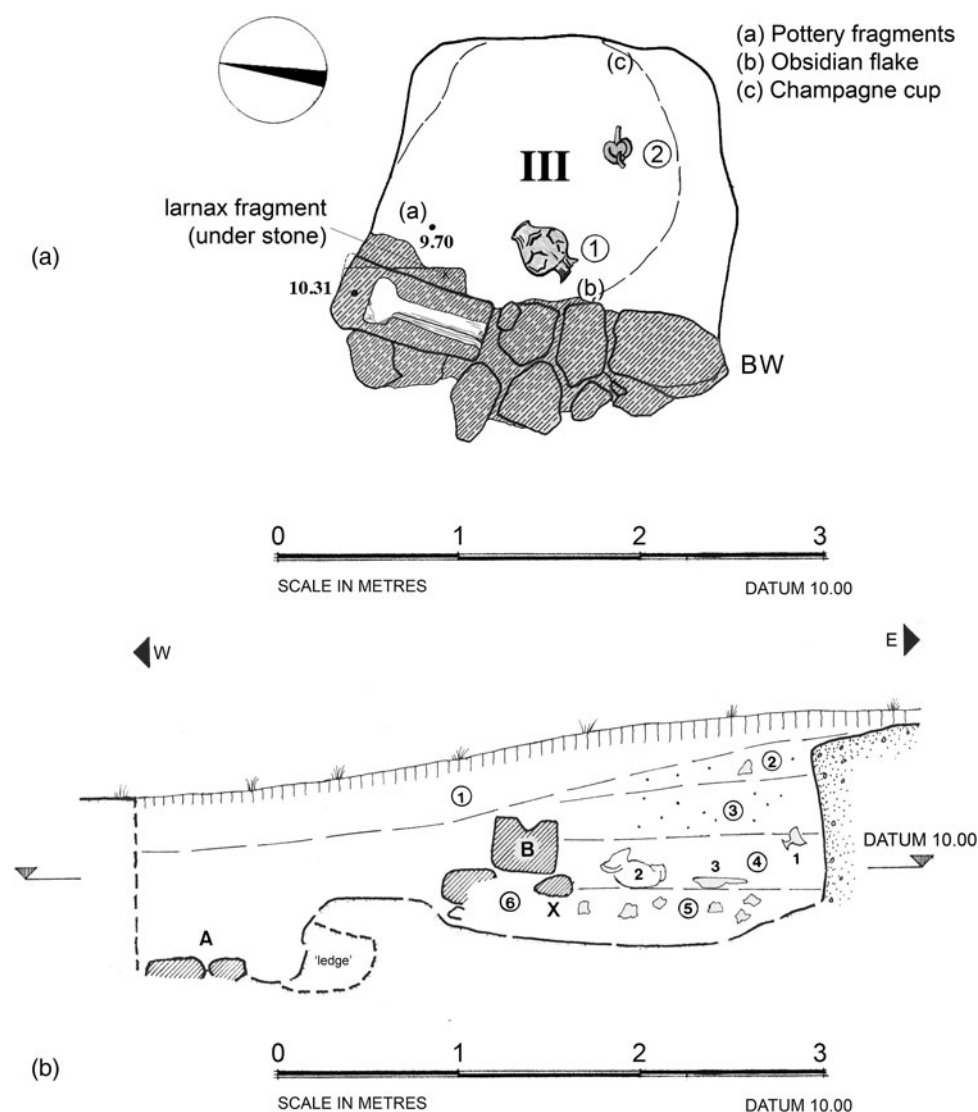 (a) Pottery fragments
(b) Obsidian flake
(c) Champagne cup
(c)
2
III
larnax fragment
(under stone)
(a)
9.70
1
(a)
10.31
(b)
BW
0 1 2 3
SCALE IN METRES DATUM 10.00
W E
2
1
3
DATUM 10.00
B
4
1
2
3
6
X
5
A
'ledge'
0 1 2 3
(b)
SCALE IN METRES DATUM 10.00